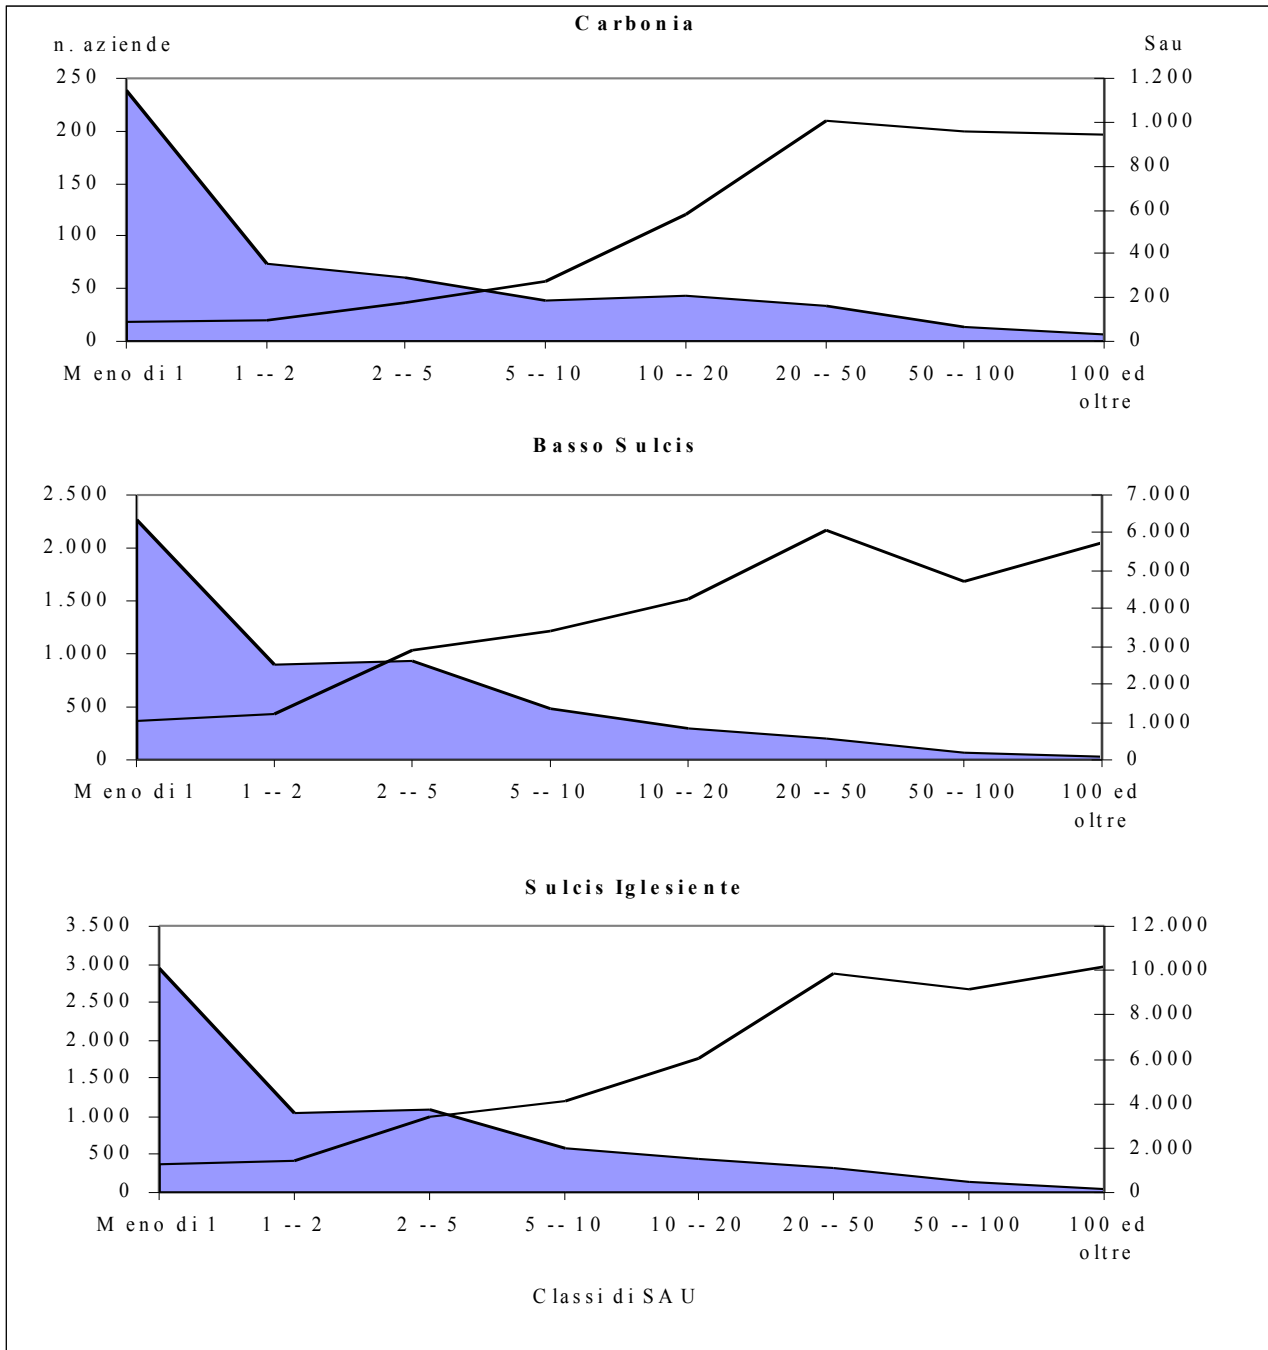 Carbonia
n. aziende Sau
250 1.200
200 1.000
150 800
100 600
50 400
0 200
0
Meno di 1 1 -- 2 2 -- 5 5 -- 10 10 -- 20 20 -- 50 50 -- 100 100 ed
oltre
Basso Sulcis
2.500 7.000
2.000 6.000
1.500 5.000
1.000 4.000
500 3.000
0 2.000
1.000
0
Meno di 1 1 -- 2 2 -- 5 5 -- 10 10 -- 20 20 -- 50 50 -- 100 100 ed
oltre
Sulcis Iglesiente
3.500 12.000
3.000 10.000
2.500 8.000
2.000 6.000
1.500 4.000
1.000 2.000
500 0
0
Meno di 1 1 -- 2 2 -- 5 5 -- 10 10 -- 20 20 -- 50 50 -- 100 100 ed
oltre
Classi di SAU